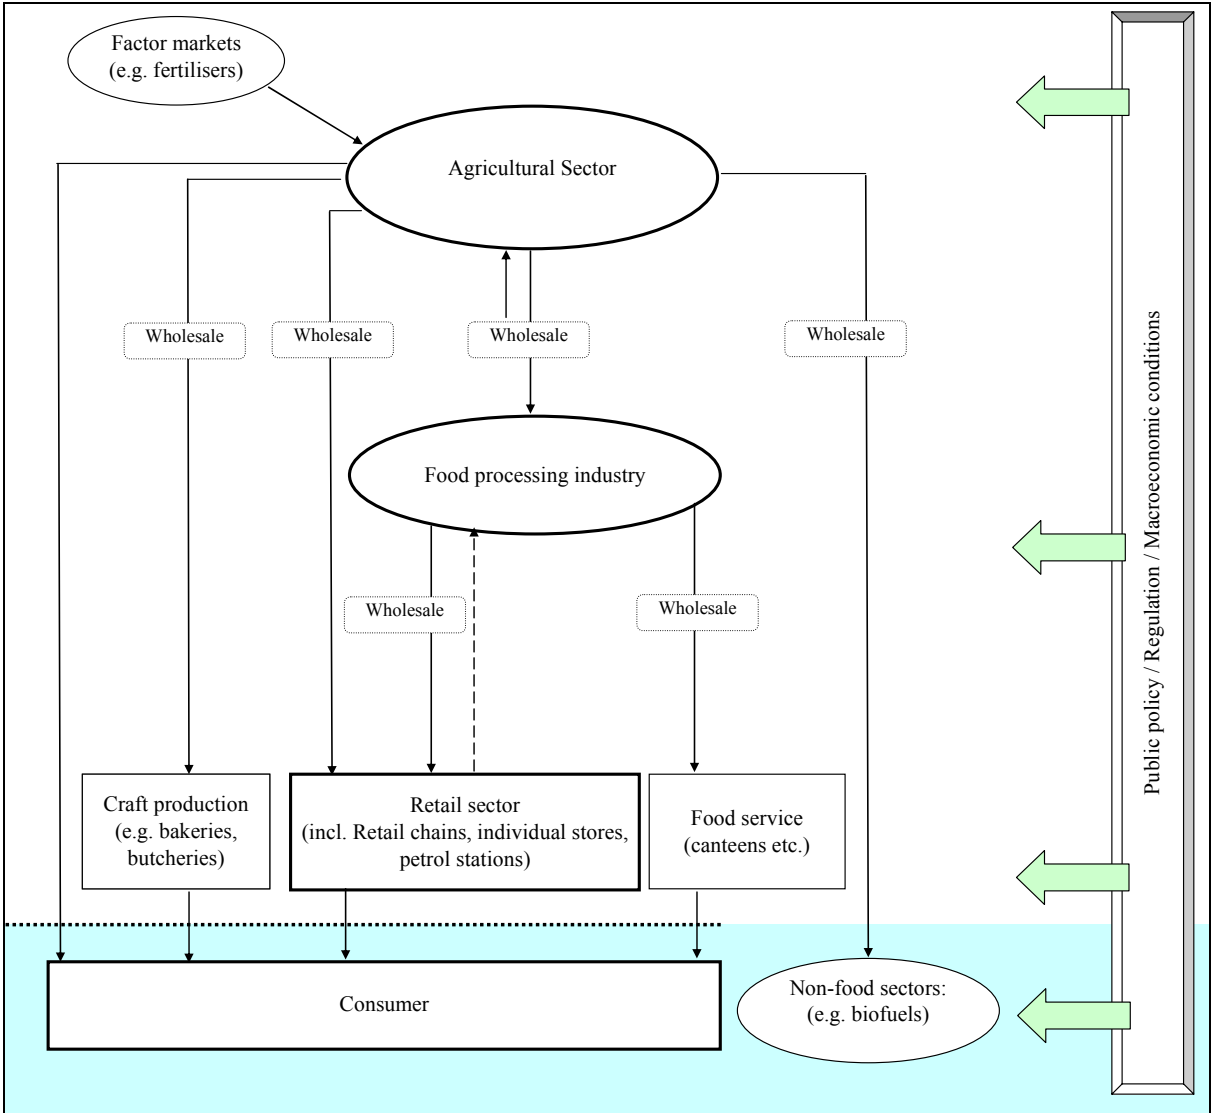 Factor markets
(e.g. fertilisers)
Agricultural Sector
Wholesale
Wholesale
Wholesale
Wholesale
Food processing industry
Wholesale
Wholesale
Craft production
(e.g. bakeries,
butcheries)
Retail sector
(incl. Retail chains, individual stores,
petrol stations)
Food service
(canteens etc.)
Consumer
Non-food sectors:
(e.g. biofuels)
Public policy / Regulation / Macroeconomic conditions